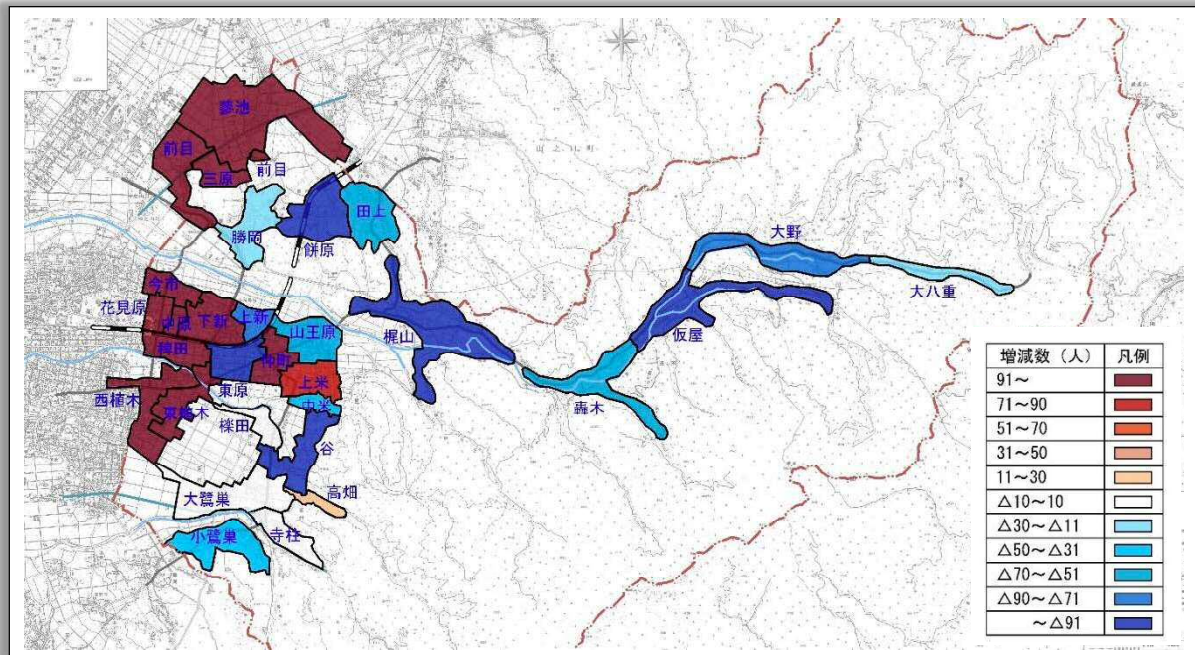 蓼池
前目
三原
前目
勝岡
餅原
田上
大野
大八重
仮屋
轟木
梶山
今市
花見原
中原
下新
上新
山王原
稗田
東原
仲町
上米
中米
西植木
東植木
樣田
谷
高畑
大鷺巣
小鷺巣
寺柱
増減数（人） 凡例
91～
71～90
51～70
31～50
11～30
△10～10
△30～△11
△50～△31
△70～△51
△90～△71
～△91